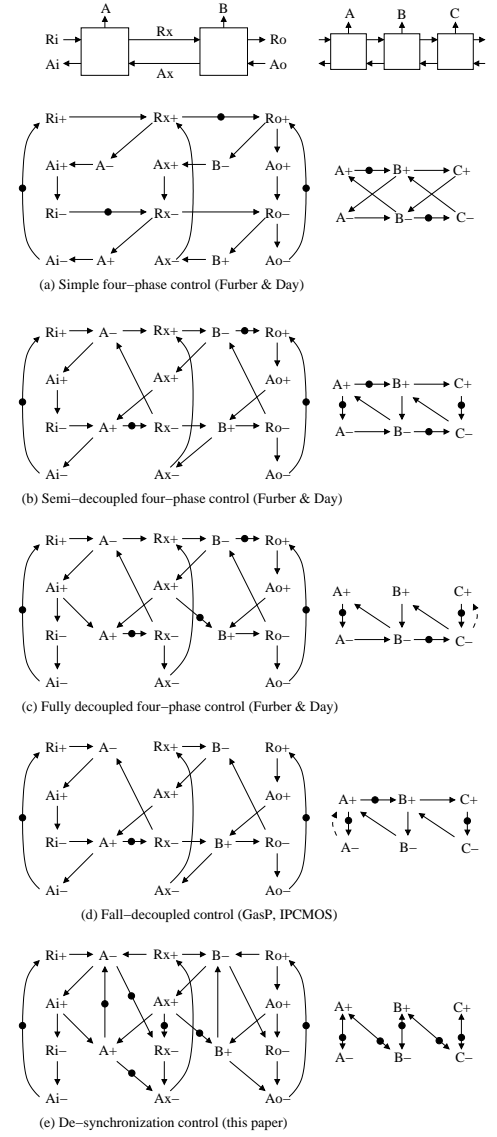 A B A B C
Ri Rx Ro
Ai Ax Ao
Ri+ Rx+ Ro+
Ai+ A− Ax+ B− Ao+ A+ B+ C+
Ri− Rx− Ro− A− B− C−
Ai− A+ Ax− B+ Ao−
(a) Simple four−phase control (Furber & Day)
Ri+ A− Rx+ B− Ro+
Ai+ Ax+ Ao+ A+ B+ C+
Ri− A+ Rx− B+ Ro− A− B− C−
Ai− Ax− Ao−
(b) Semi−decoupled four−phase control (Furber & Day)
Ri+ A− Rx+ B− Ro+
Ai+ Ax+ Ao+ A+ B+ C+
Ri− A+ Rx− B+ Ro− A− B− C−
Ai− Ax− Ao−
(c) Fully decoupled four−phase control (Furber & Day)
Ri+ A− Rx+ B− Ro+
Ai+ Ax+ Ao+ A+ B+ C+
Ri− A+ Rx− B+ Ro− A− B− C−
Ai− Ax− Ao−
(d) Fall−decoupled control (GasP, IPCMOS)
Ri+ A− Rx+ B− Ro+
Ai+ Ax+ Ao+ A+ B+ C+
Ri− A+ Rx− B+ Ro− A− B− C−
Ai− Ax− Ao−
(e) De−synchronization control (this paper)